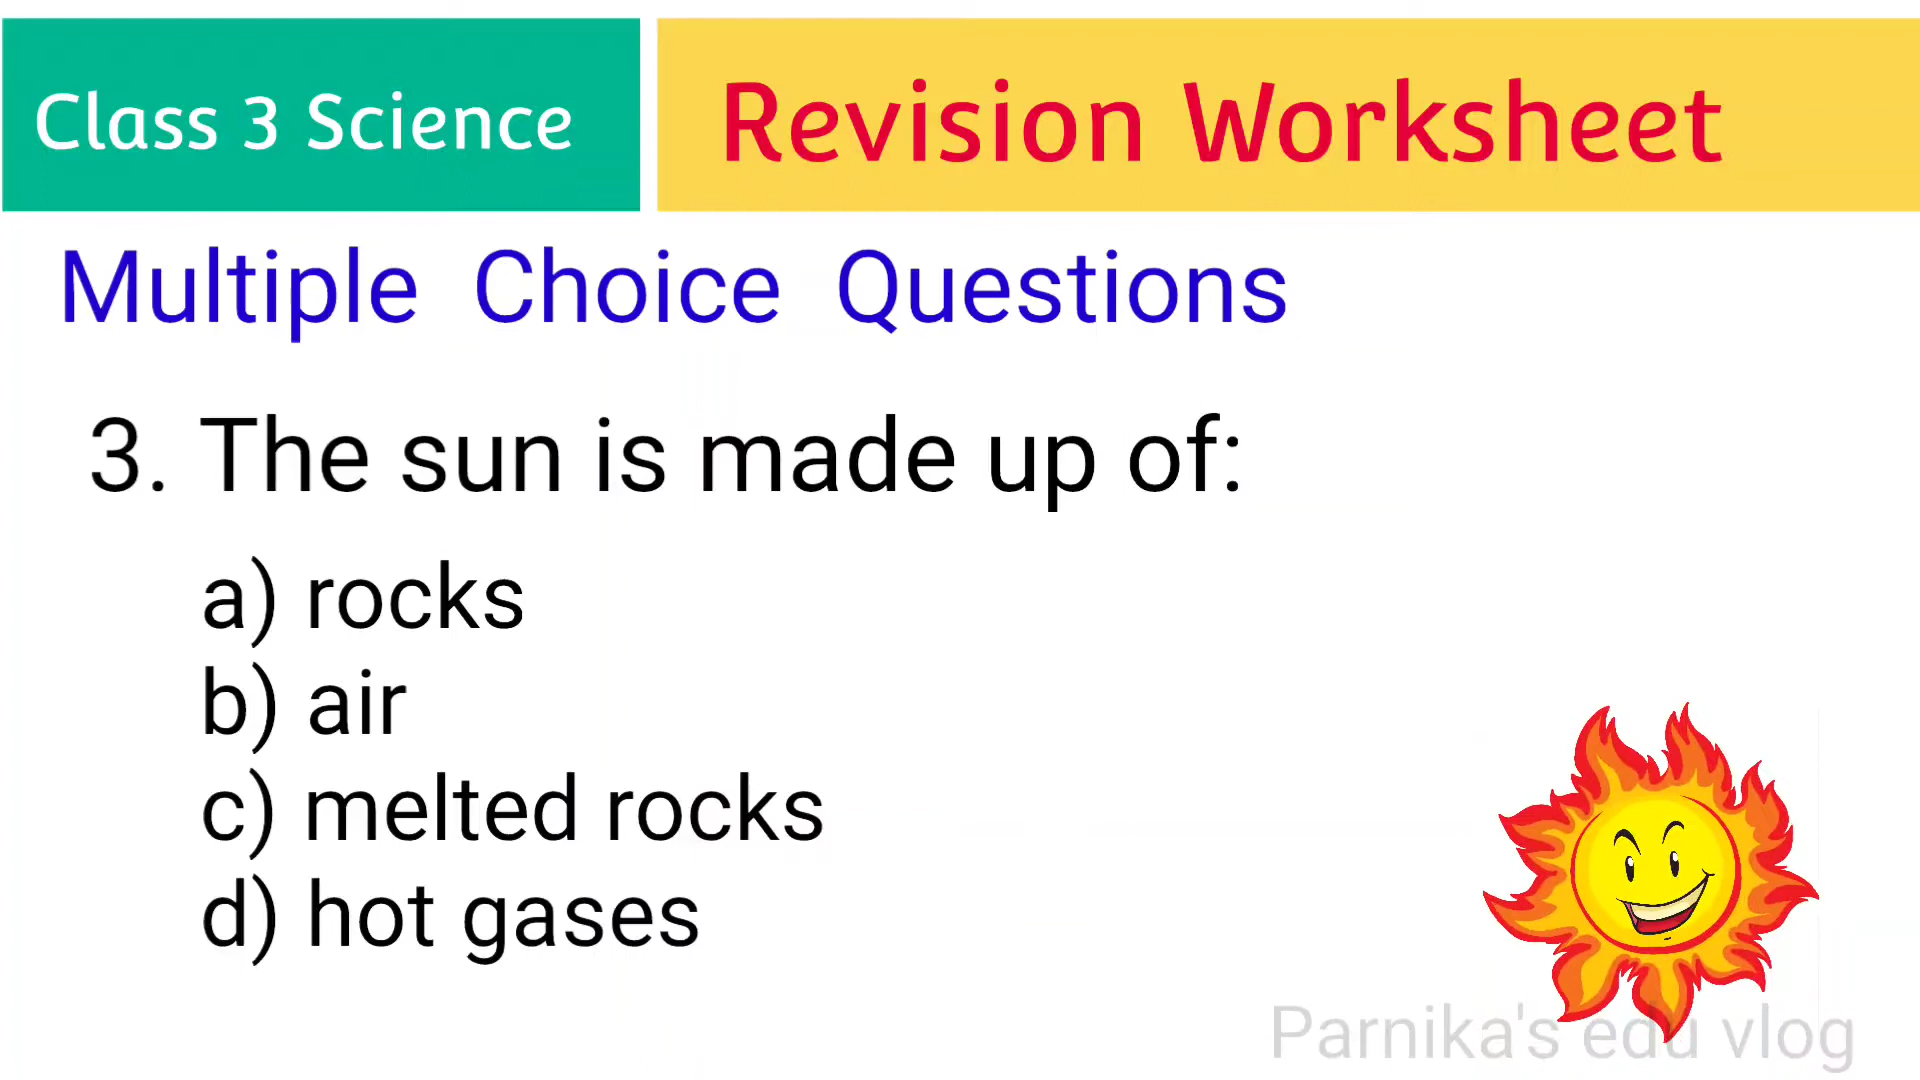 Class 3 Science
Revision Worksheet
Multiple Choice Questions
3. The sun is made up of:
a) rocks
b) air
c) melted rocks
d) hot gases
Parnika's edu vlog